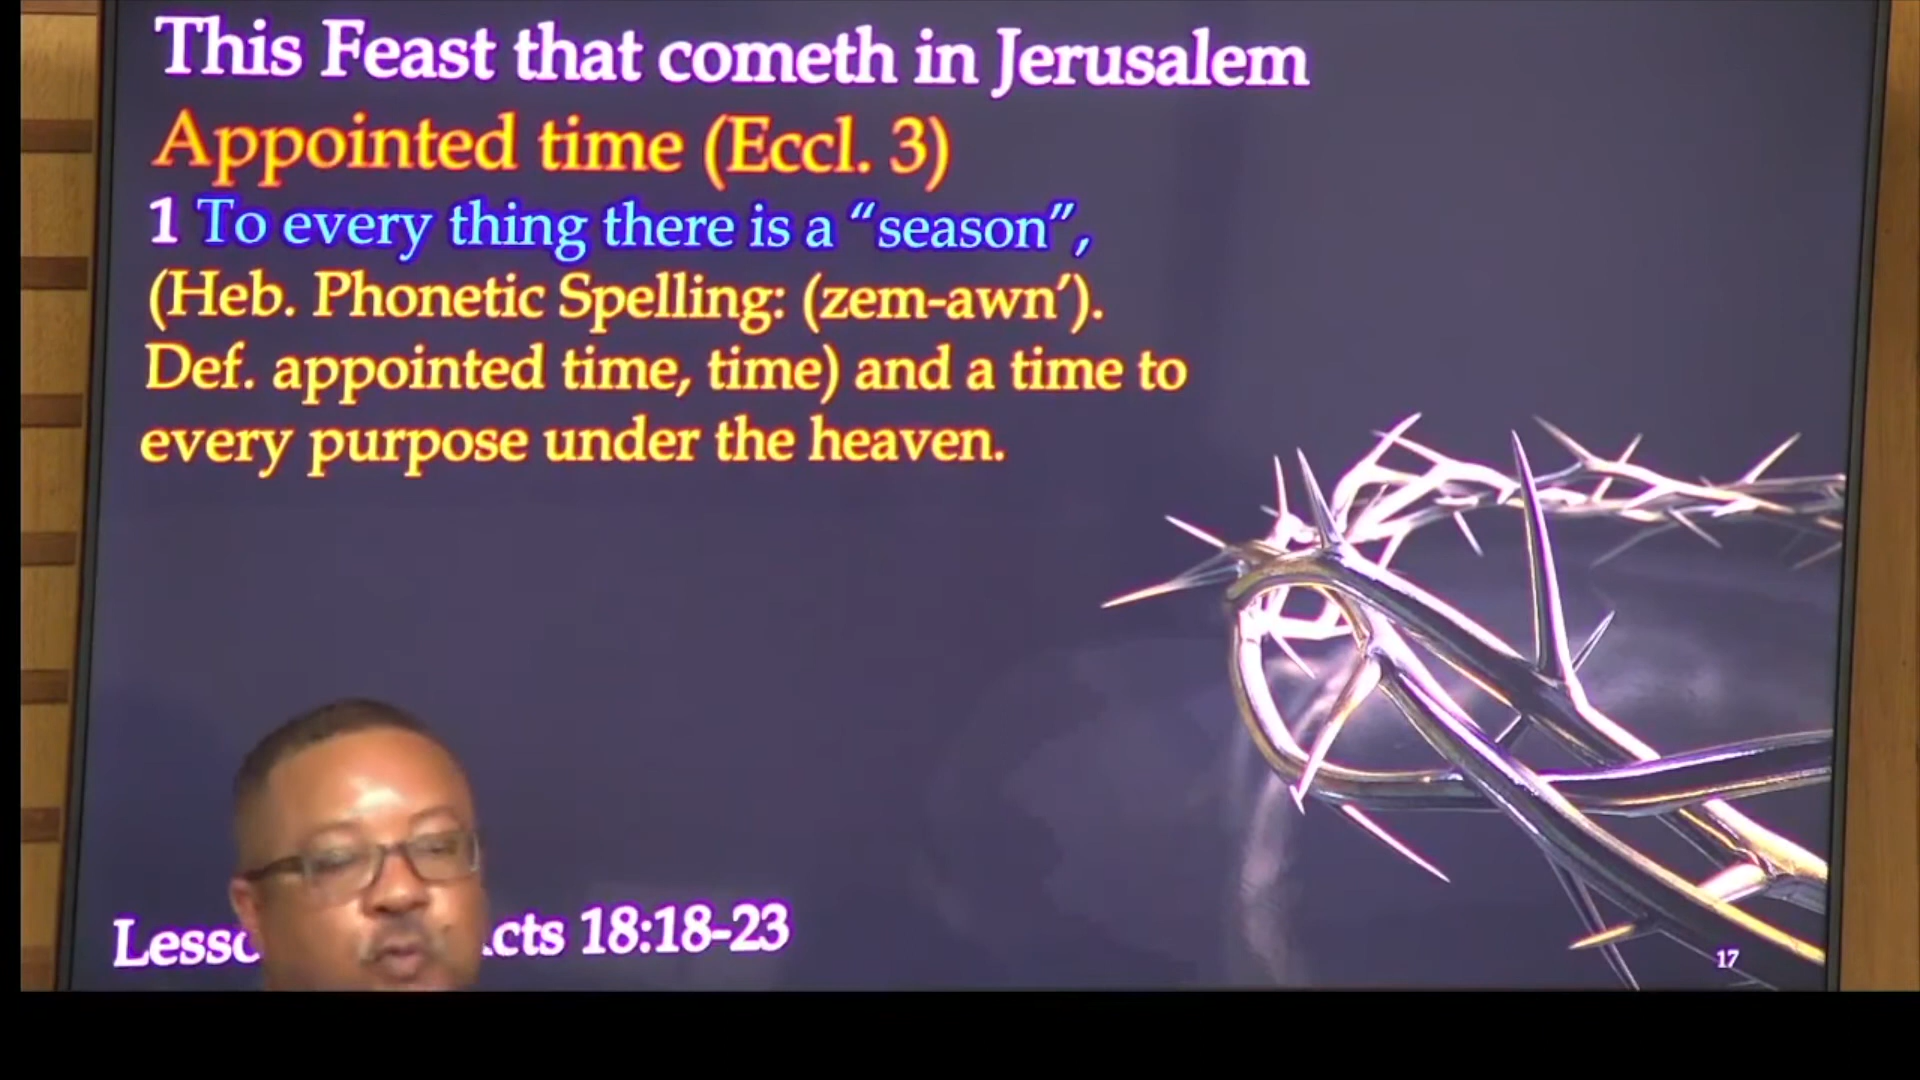 This Feast that cometh in Jerusalem
Appointed time (Eccl. 3)
1 To every thing there is a “season”,
(Heb. Phonetic Spelling: (zem-awn’).
Def. appointed time, time) and a time to
every purpose under the heaven.
18:18-23
17